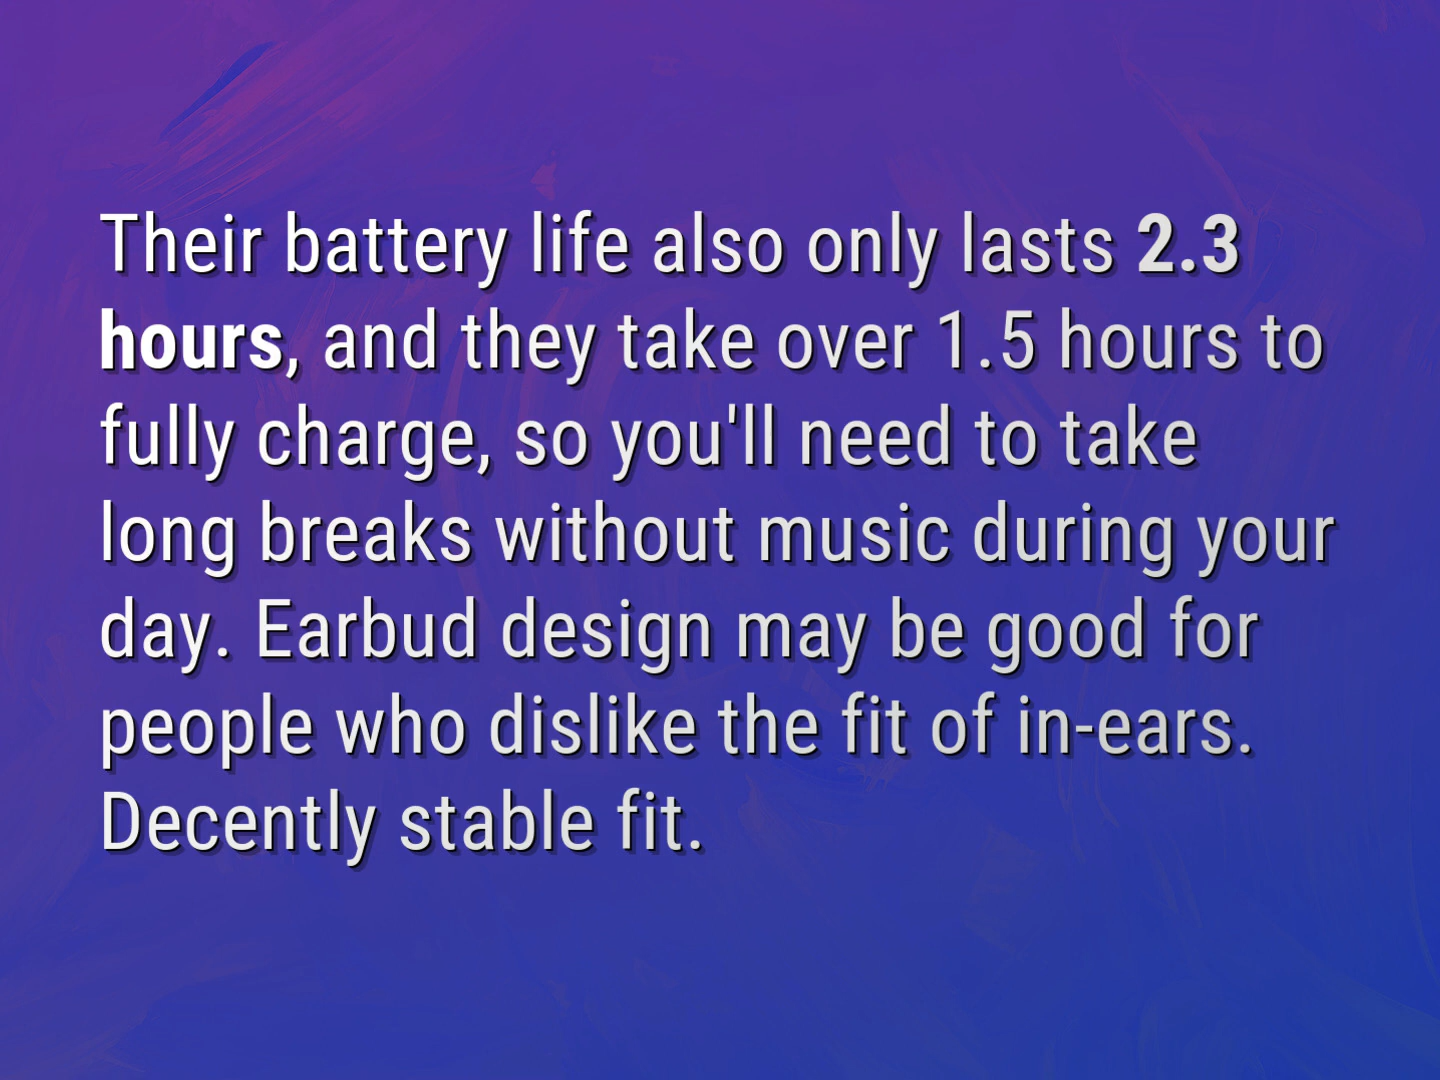 Their battery life also only lasts 2.3
hours, and they take over 1.5 hours to
fully charge, so you'll need to take
long breaks without music during your
day. Earbud design may be good for
people who dislike the fit of in-ears.
Decently stable fit.